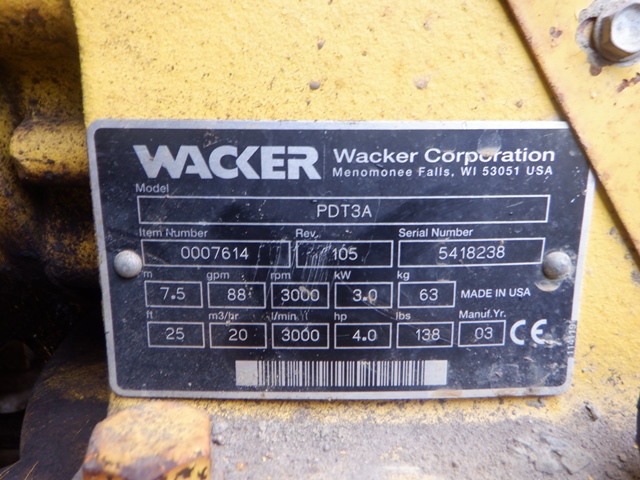 WACKER Wacker Corporation
Menomonee Falls, WI 53051 USA
Model
PDT3A
Item Number Rev. Serial Number
0007614 105 5418238
m gpm rpm kW kg
7.5 88 3000 3.0 63 MADE IN USA
ft m3/hr l/min hp lbs Manuf.Yr.
25 20 3000 4.0 138 03 CE